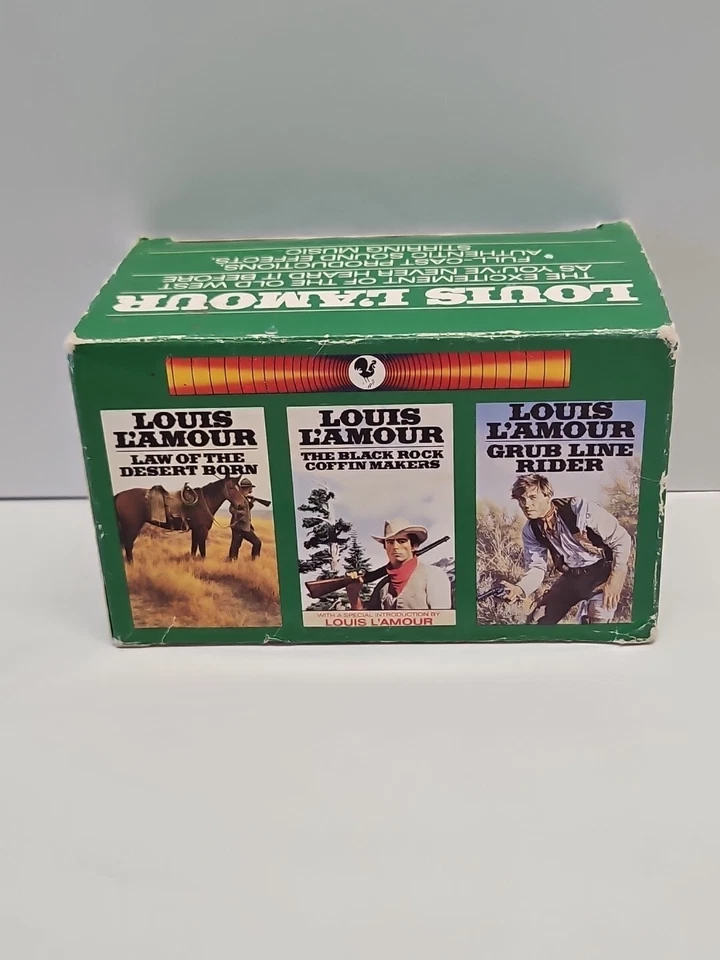 LOUIS L'AMOUR
THE EXCITEMENT OF THE OLD WEST
AS YOU'VE NEVER HEARD IT BEFORE
• FULL-CAST PRODUCTIONS
AUTHENTIC SOUND EFFECTS
STIRRING MUSIC
LOUIS
L'AMOUR
LAW OF THE
DESERT BORN
LOUIS
L'AMOUR
THE BLACK ROCK
COFFIN MAKERS
WITH A SPECIAL INTRODUCTION BY
LOUIS L'AMOUR
LOUIS
L'AMOUR
GRUB LINE
RIDER